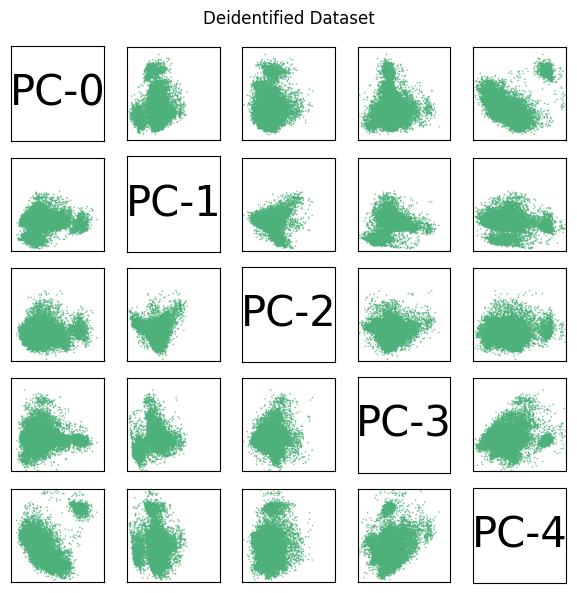 Deidentified Dataset
PC-0
PC-1
PC-2
PC-3
PC-4